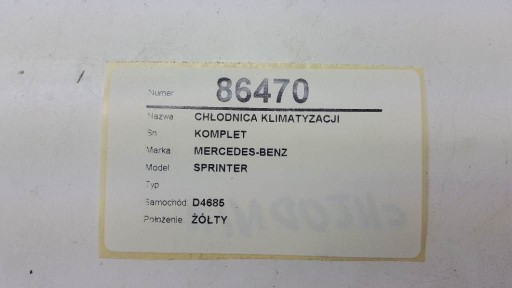 Numer 86470
Nazwa CHŁODNICA KLIMATYZACJI
Sn KOMPLET
Marka: MERCEDES-BENZ
Model: SPRINTER
Typ
Samochód: D4685
Położenie: ŻÓŁTY